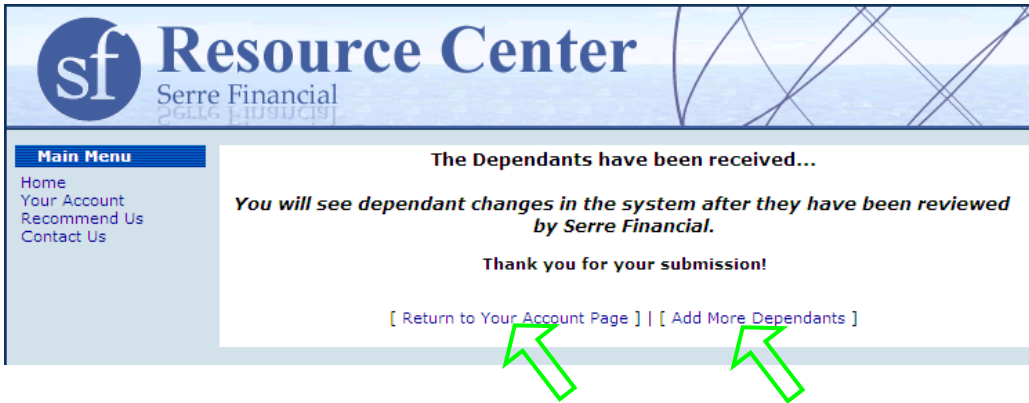 sf
Resource Center
Serre Financial
Main Menu
Home
Your Account
Recommend Us
Contact Us
The Dependants have been received...
You will see dependant changes in the system after they have been reviewed
by Serre Financial.
Thank you for your submission!
[ Return to Your Account Page ] | [ Add More Dependants ]